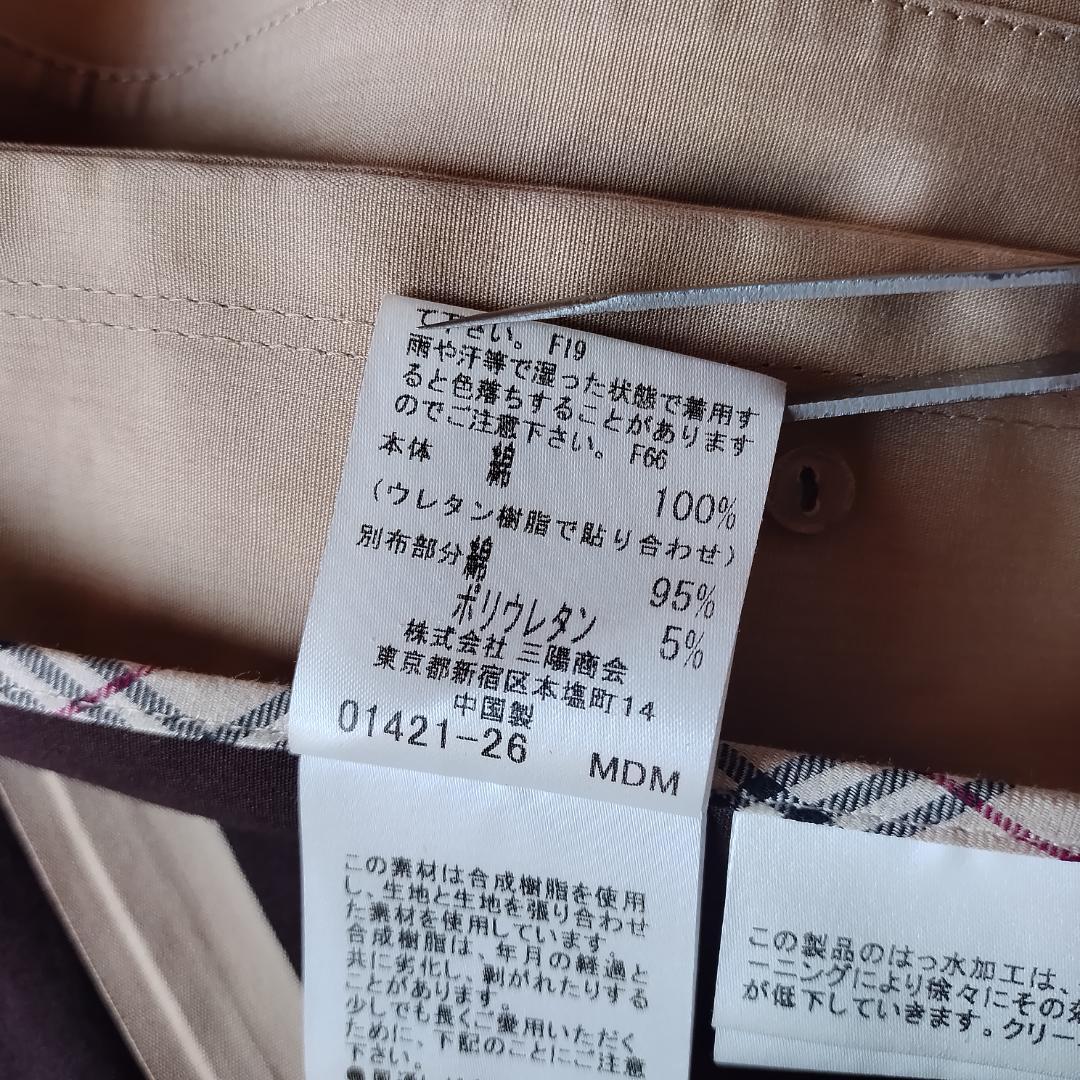 て下さい。 F19
雨や汗等で湿った状態で着用す
ると色落ちすることがあります
のでご注意下さい。 F66
本体 綿 100%
(ウレタン樹脂で貼り合わせ)
別布部分 綿 95%
ポリウレタン 5%
株式会社 三陽商会
東京都新宿区本塩町14
中国製
01421-26 MDM
この素材は合成樹脂を使用
し、生地と生地を張り合わせ
た素材を使用しています。
合成樹脂は、年月の経過と
共に劣化し、剥がれたりする
ことがあります。
少しでも長くご愛用いただく
ために、下記のことにご注意
下さい。
この製品のはっ水加工は、
ニーニングにより徐々にその
が低下していきます。クリー